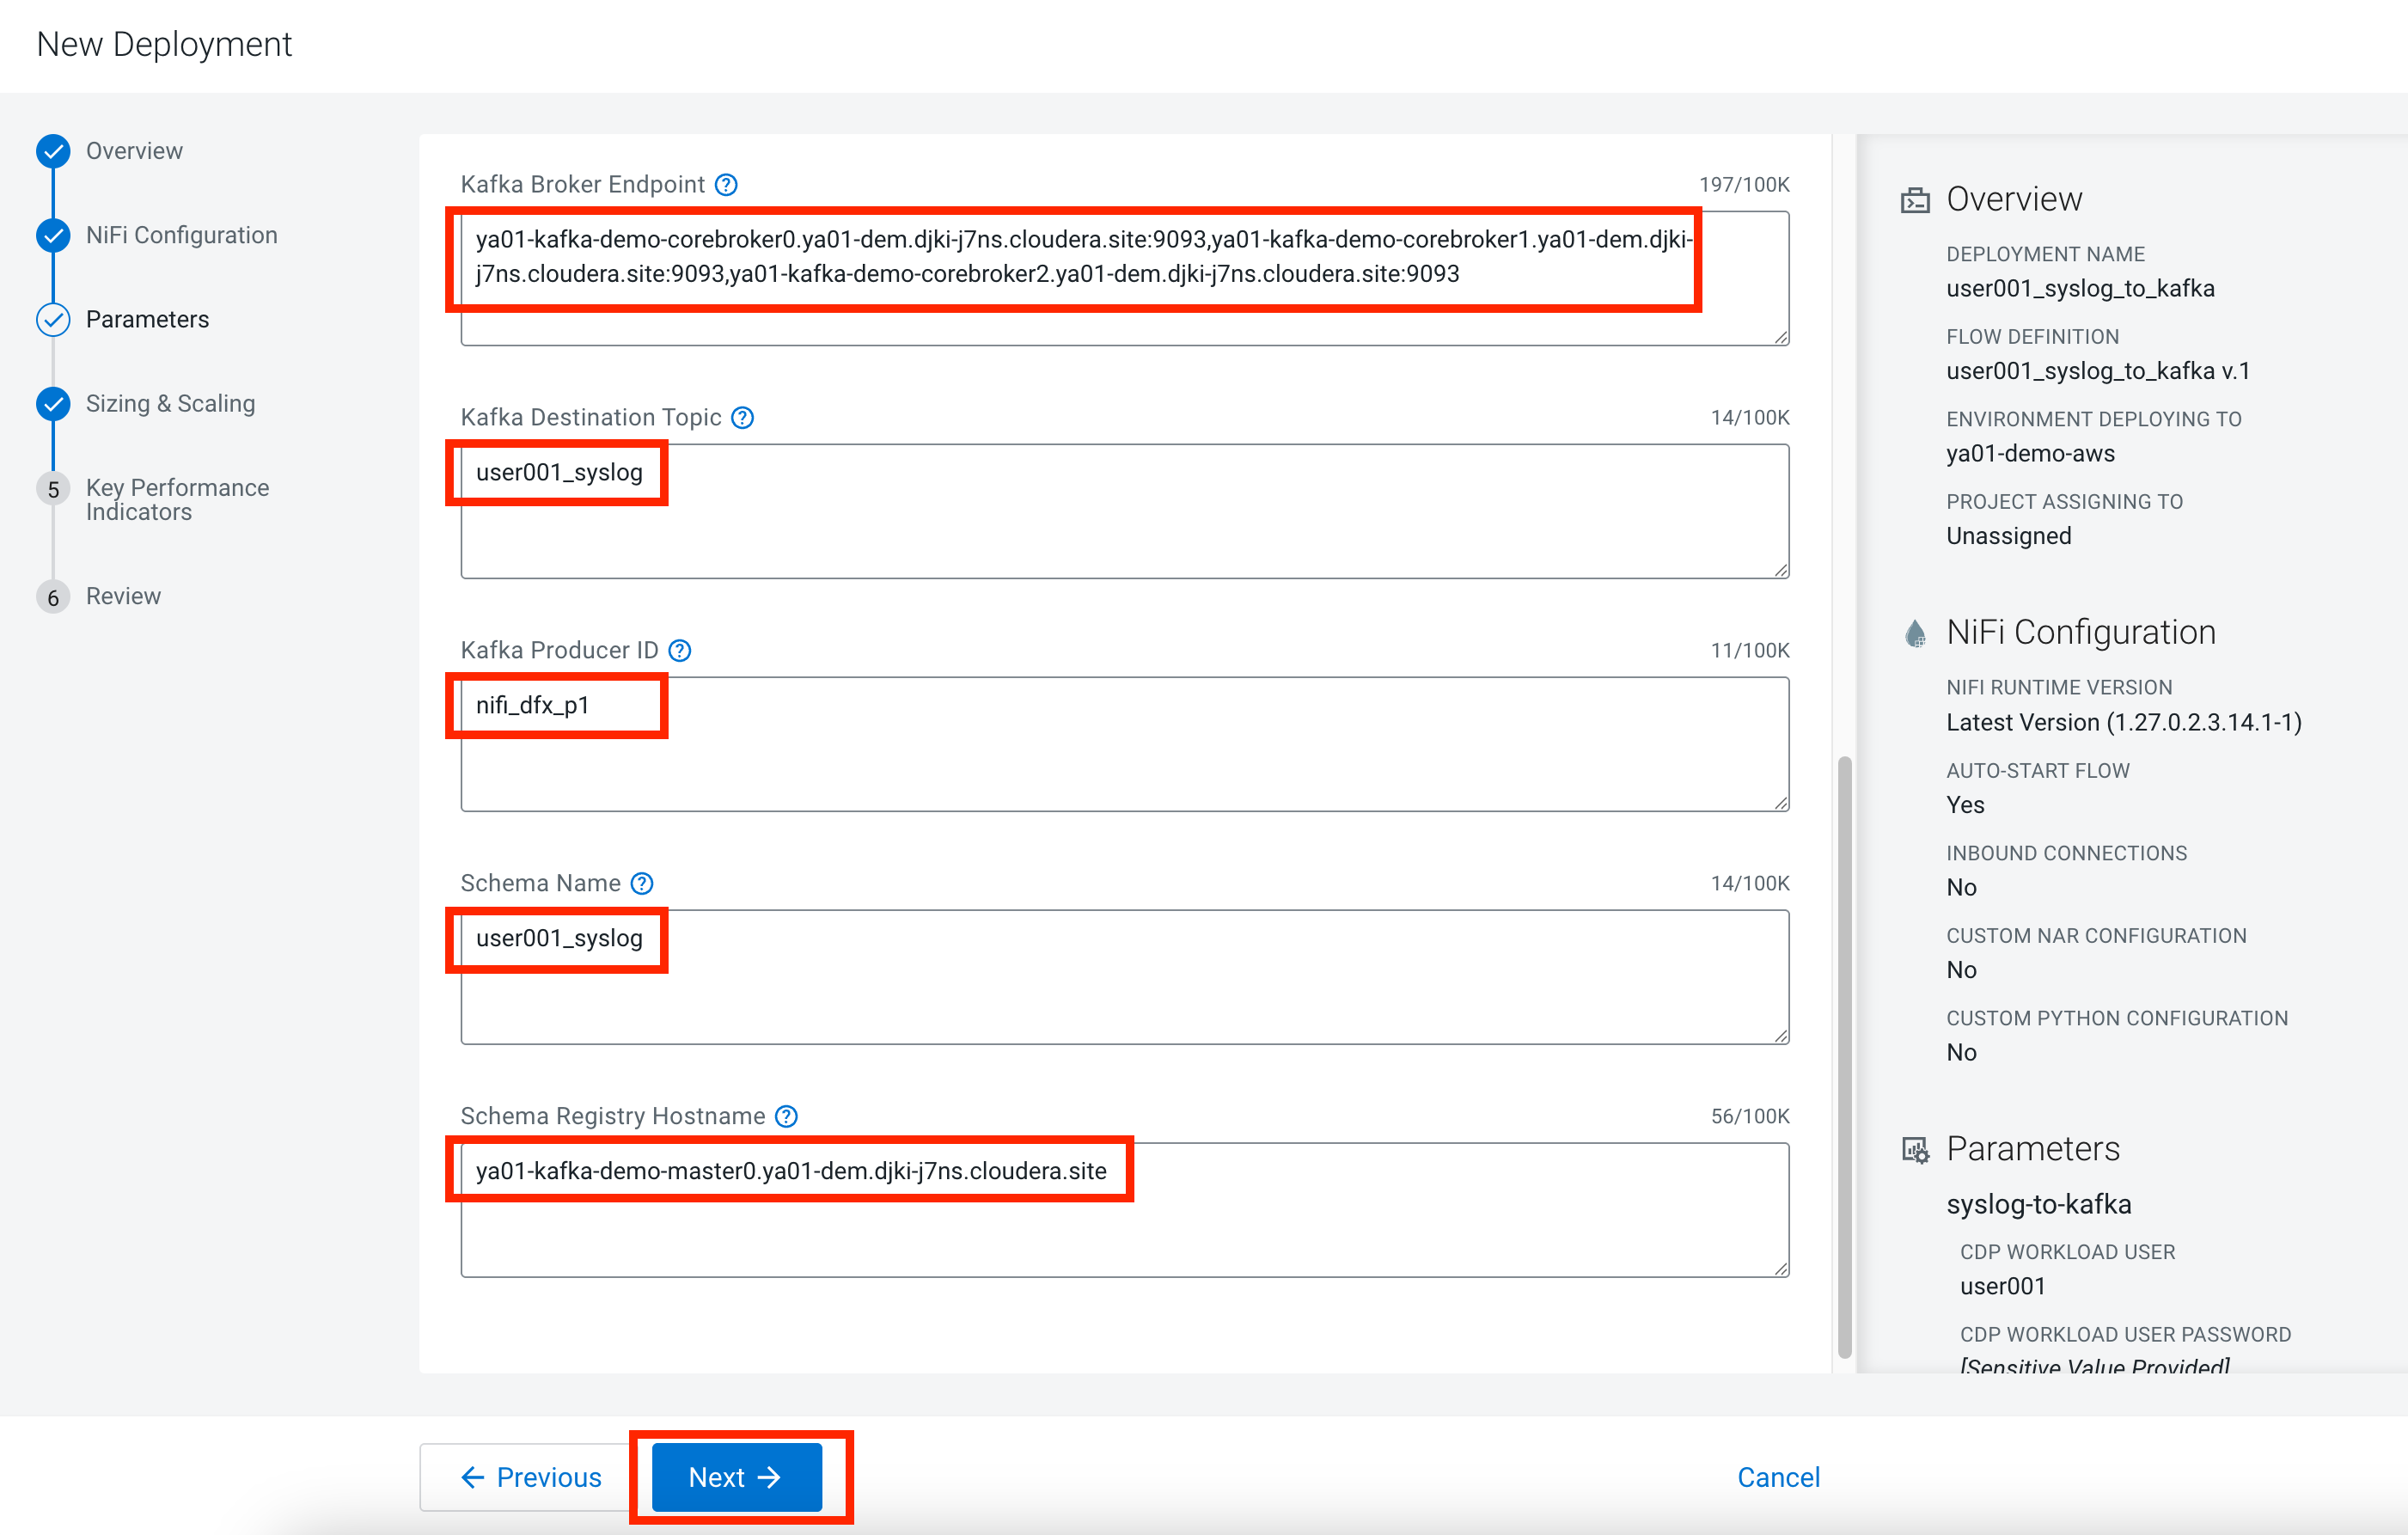 New Deployment
Overview
NiFi Configuration
Parameters
Sizing & Scaling
5
Key Performance
Indicators
6
Review
Kafka Broker Endpoint
197/100K
ya01-kafka-demo-corebroker0.ya01-dem.djki-j7ns.cloudera.site:9093,ya01-kafka-demo-corebroker1.ya01-dem.djki-
j7ns.cloudera.site:9093,ya01-kafka-demo-corebroker2.ya01-dem.djki-j7ns.cloudera.site:9093
Kafka Destination Topic
14/100K
user001_syslog
Kafka Producer ID
11/100K
nifi_dfx_p1
Schema Name
14/100K
user001_syslog
Schema Registry Hostname
56/100K
ya01-kafka-demo-master0.ya01-dem.djki-j7ns.cloudera.site
Previous
Next
Cancel
Overview
DEPLOYMENT NAME
user001_syslog_to_kafka
FLOW DEFINITION
user001_syslog_to_kafka v.1
ENVIRONMENT DEPLOYING TO
ya01-demo-aws
PROJECT ASSIGNING TO
Unassigned
NiFi Configuration
NIFI RUNTIME VERSION
Latest Version (1.27.0.2.3.14.1-1)
AUTO-START FLOW
Yes
INBOUND CONNECTIONS
No
CUSTOM NAR CONFIGURATION
No
CUSTOM PYTHON CONFIGURATION
No
Parameters
syslog-to-kafka
CDP WORKLOAD USER
user001
CDP WORKLOAD USER PASSWORD
[Sensitive Value Provided]